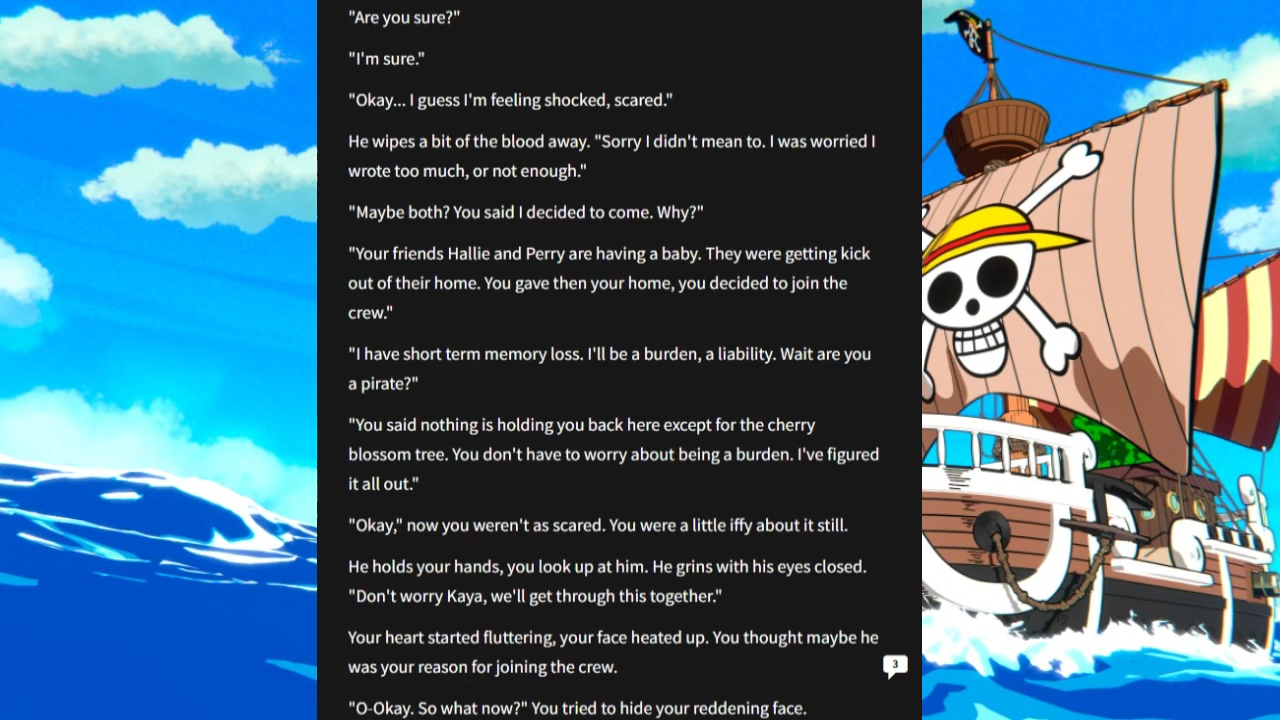 "Are you sure?"
"I'm sure."
"Okay... I guess I'm feeling shocked, scared."
He wipes a bit of the blood away. "Sorry I didn't mean to. I was worried I
wrote too much, or not enough."
"Maybe both? You said I decided to come. Why?"
"Your friends Hallie and Perry are having a baby. They were getting kick
out of their home. You gave then your home, you decided to join the
crew."
"I have short term memory loss. I'll be a burden, a liability. Wait are you
a pirate?"
"You said nothing is holding you back here except for the cherry
blossom tree. You don't have to worry about being a burden. I've figured
it all out."
"Okay," now you weren't as scared. You were a little iffy about it still.
He holds your hands, you look up at him. He grins with his eyes closed.
"Don't worry Kaya, we'll get through this together."
Your heart started fluttering, your face heated up. You thought maybe he
was your reason for joining the crew.
3
"O-Okay. So what now?" You tried to hide your reddening face.